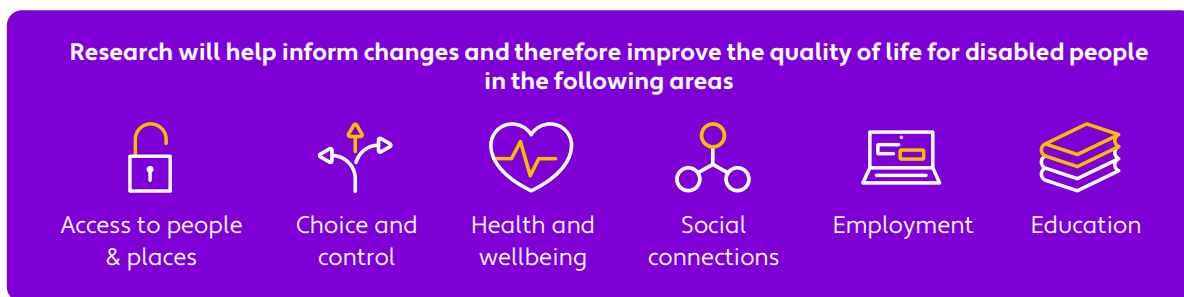 Research will help inform changes and therefore improve the quality of life for disabled people
in the following areas
Access to people
& places
Choice and
control
Health and
wellbeing
Social
connections
Employment
Education